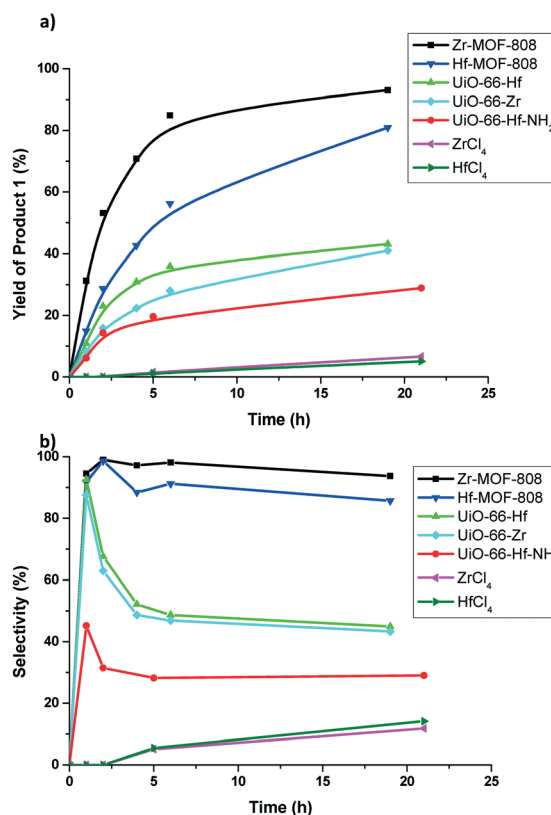 a)
Zr-MOF-808
Hf-MOF-808
UiO-66-Hf
UiO-66-Zr
UiO-66-Hf-NH₂
ZrCl₄
HfCl₄
Yield of Product 1 (%)
100
80
60
40
20
0
0 5 10 15 20 25
Time (h)
b)
Zr-MOF-808
Hf-MOF-808
UiO-66-Hf
UiO-66-Zr
UiO-66-Hf-NH
ZrCl₄
HfCl₄
Selectivity (%)
100
80
60
40
20
0
0 5 10 15 20 25
Time (h)